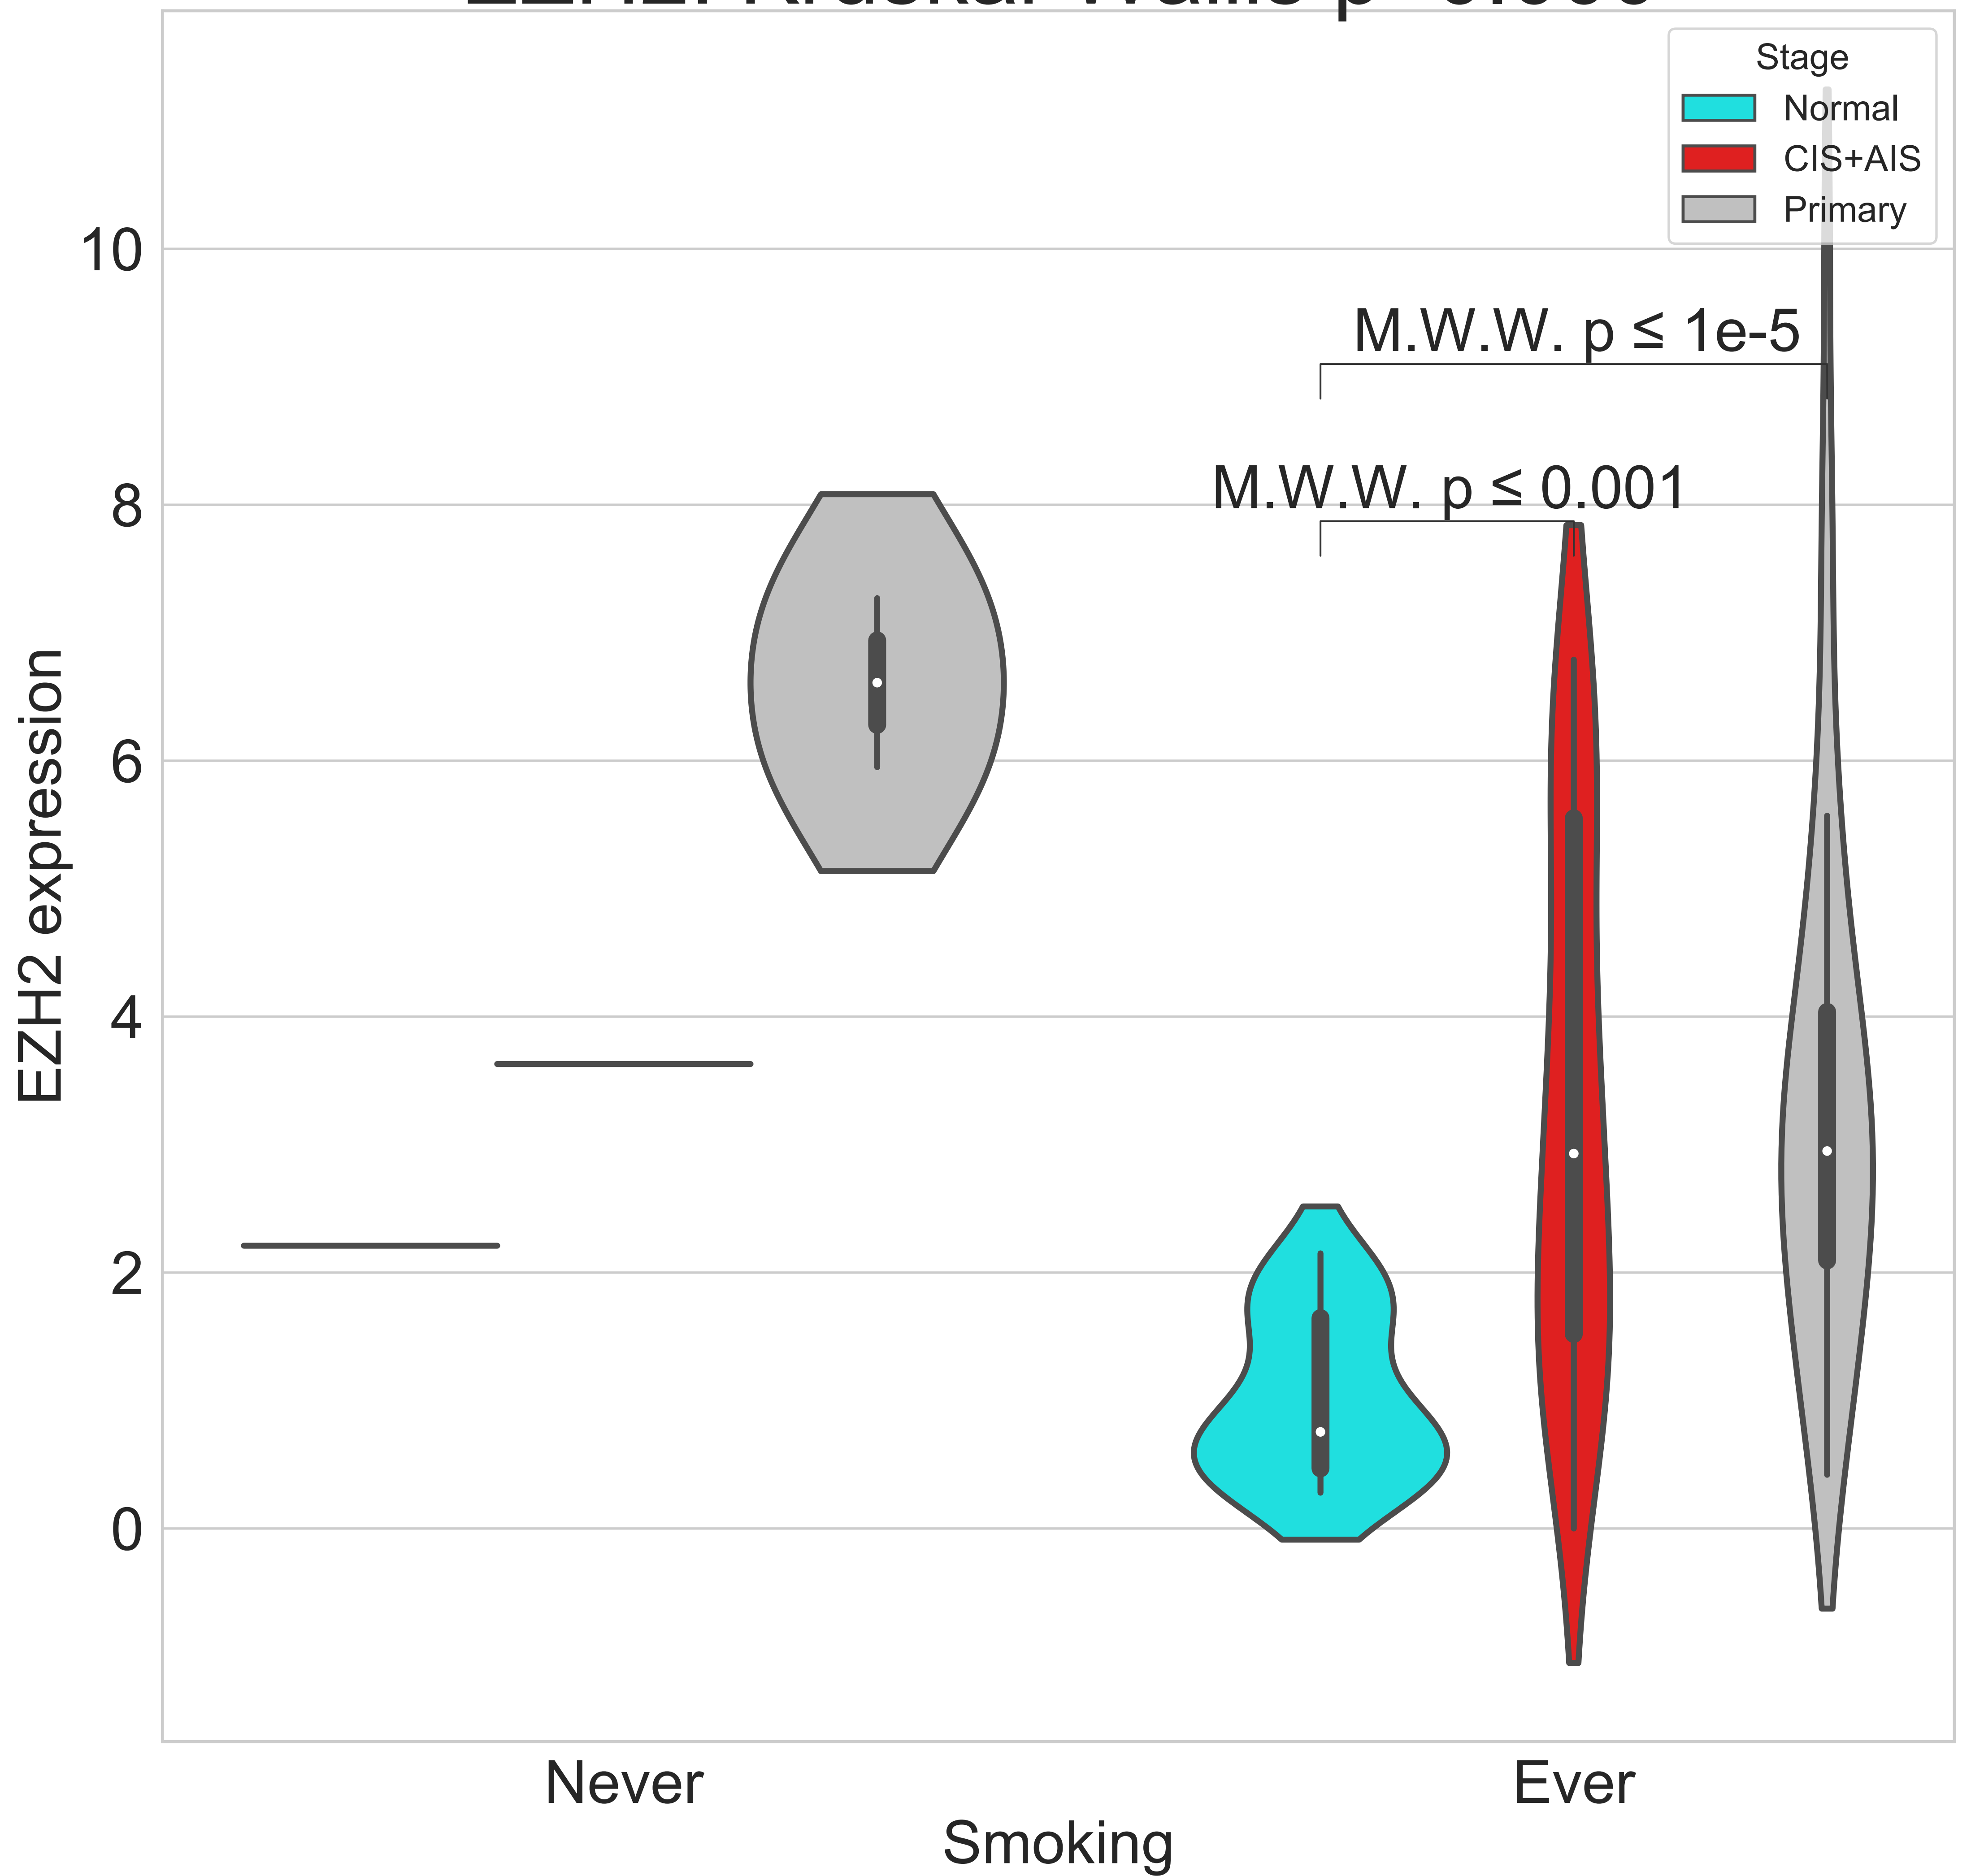 Stage
Normal
CIS+AIS
Primary
10
8
6
4
2
0
EZH2 expression
M.W.W. p ≤ 1e-5
M.W.W. p ≤ 0.001
Never
Ever
Smoking